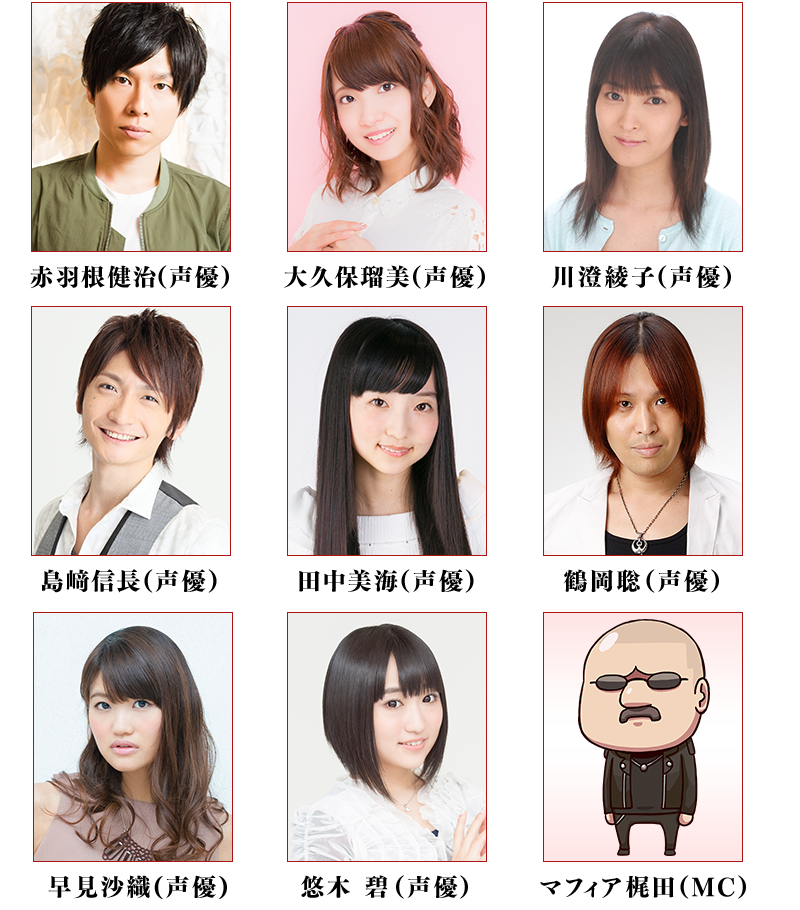 赤羽根健治(声優)
大久保瑠美(声優)
川澄綾子(声優)
島﨑信長(声優)
田中美海(声優)
鶴岡聡(声優)
早見沙織(声優)
悠木 碧(声優)
マフィア梶田(MC)